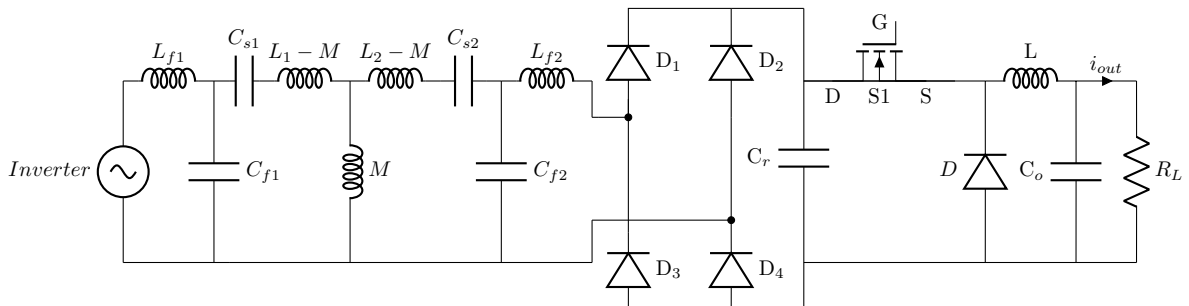 G
C_{s1}
C_{s2}
L_{f1}
L_1 − M
L_2 − M
L_{f2}
D_1
D_2
L
i_{out}
D
S1
S
Inverter
C_{f1}
M
C_{f2}
C_r
D
C_o
R_L
D_3
D_4